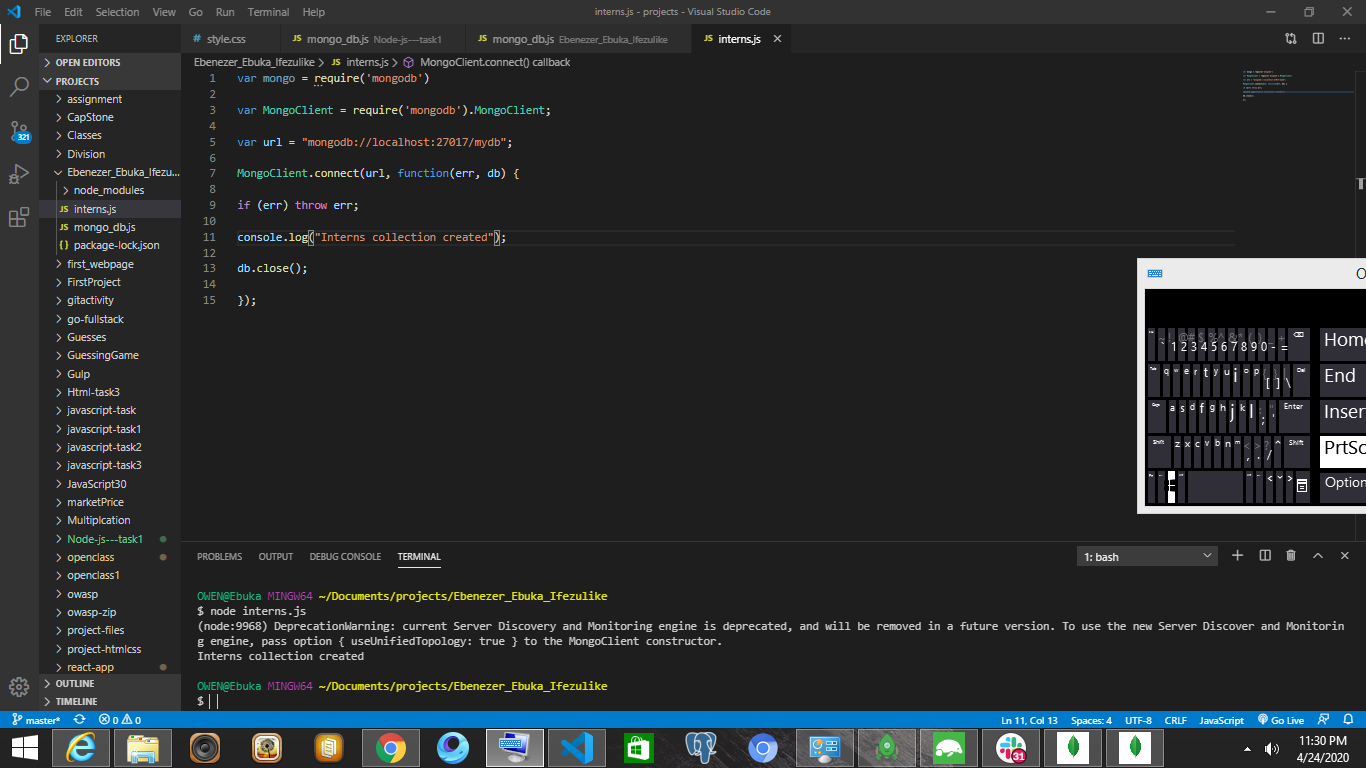 File Edit Selection View Go Run Terminal Help
interns.js - projects - Visual Studio Code
EXPLORER
OPEN EDITORS
PROJECTS
assignment
CapStone
Classes
Division
Ebenezer_Ebuka_Ifezu...
node_modules
JS interns.js
JS mongo_db.js
{} package-lock.json
first_webpage
FirstProject
gitactivity
go-fullstack
Guesses
GuessingGame
Gulp
Html-task3
javascript-task
javascript-task1
javascript-task2
javascript-task3
JavaScript30
marketPrice
Multiplcation
Node-js---task1
openclass
openclass1
owasp
owasp-zip
project-files
project-htmlcss
react-app
OUTLINE
TIMELINE
321
# style.css
JS mongo_db.js Node-js---task1
JS mongo_db.js Ebenezer_Ebuka_Ifezulike
JS interns.js
Ebenezer_Ebuka_Ifezulike > JS interns.js > MongoClient.connect() callback
1 var mongo = require('mongodb')
2
3 var MongoClient = require('mongodb').MongoClient;
4
5 var url = "mongodb://localhost:27017/mydb";
6
7 MongoClient.connect(url, function(err, db) {
8
9 if (err) throw err;
10
11 console.log("Interns collection created");
12
13 db.close();
14
15 });
1 2 3 4 5 6 7 8 9 0 - =
q w e r t y u i o p [ ] \ Del
a s d f g h j k l ; ' Enter
Shift z x c v b n m , . / ^ Shift
Home
End
Inser
PrtSc
Option
PROBLEMS OUTPUT DEBUG CONSOLE TERMINAL
1: bash
OWEN@Ebuka MINGW64 ~/Documents/projects/Ebenezer_Ebuka_Ifezulike
$ node interns.js
(node:9968) DeprecationWarning: current Server Discovery and Monitoring engine is deprecated, and will be removed in a future version. To use the new Server Discover and Monitorin
g engine, pass option { useUnifiedTopology: true } to the MongoClient constructor.
Interns collection created
OWEN@Ebuka MINGW64 ~/Documents/projects/Ebenezer_Ebuka_Ifezulike
$
master* 0 0
Ln 11, Col 13 Spaces: 4 UTF-8 CRLF JavaScript Go Live
31
11:30 PM
4/24/2020